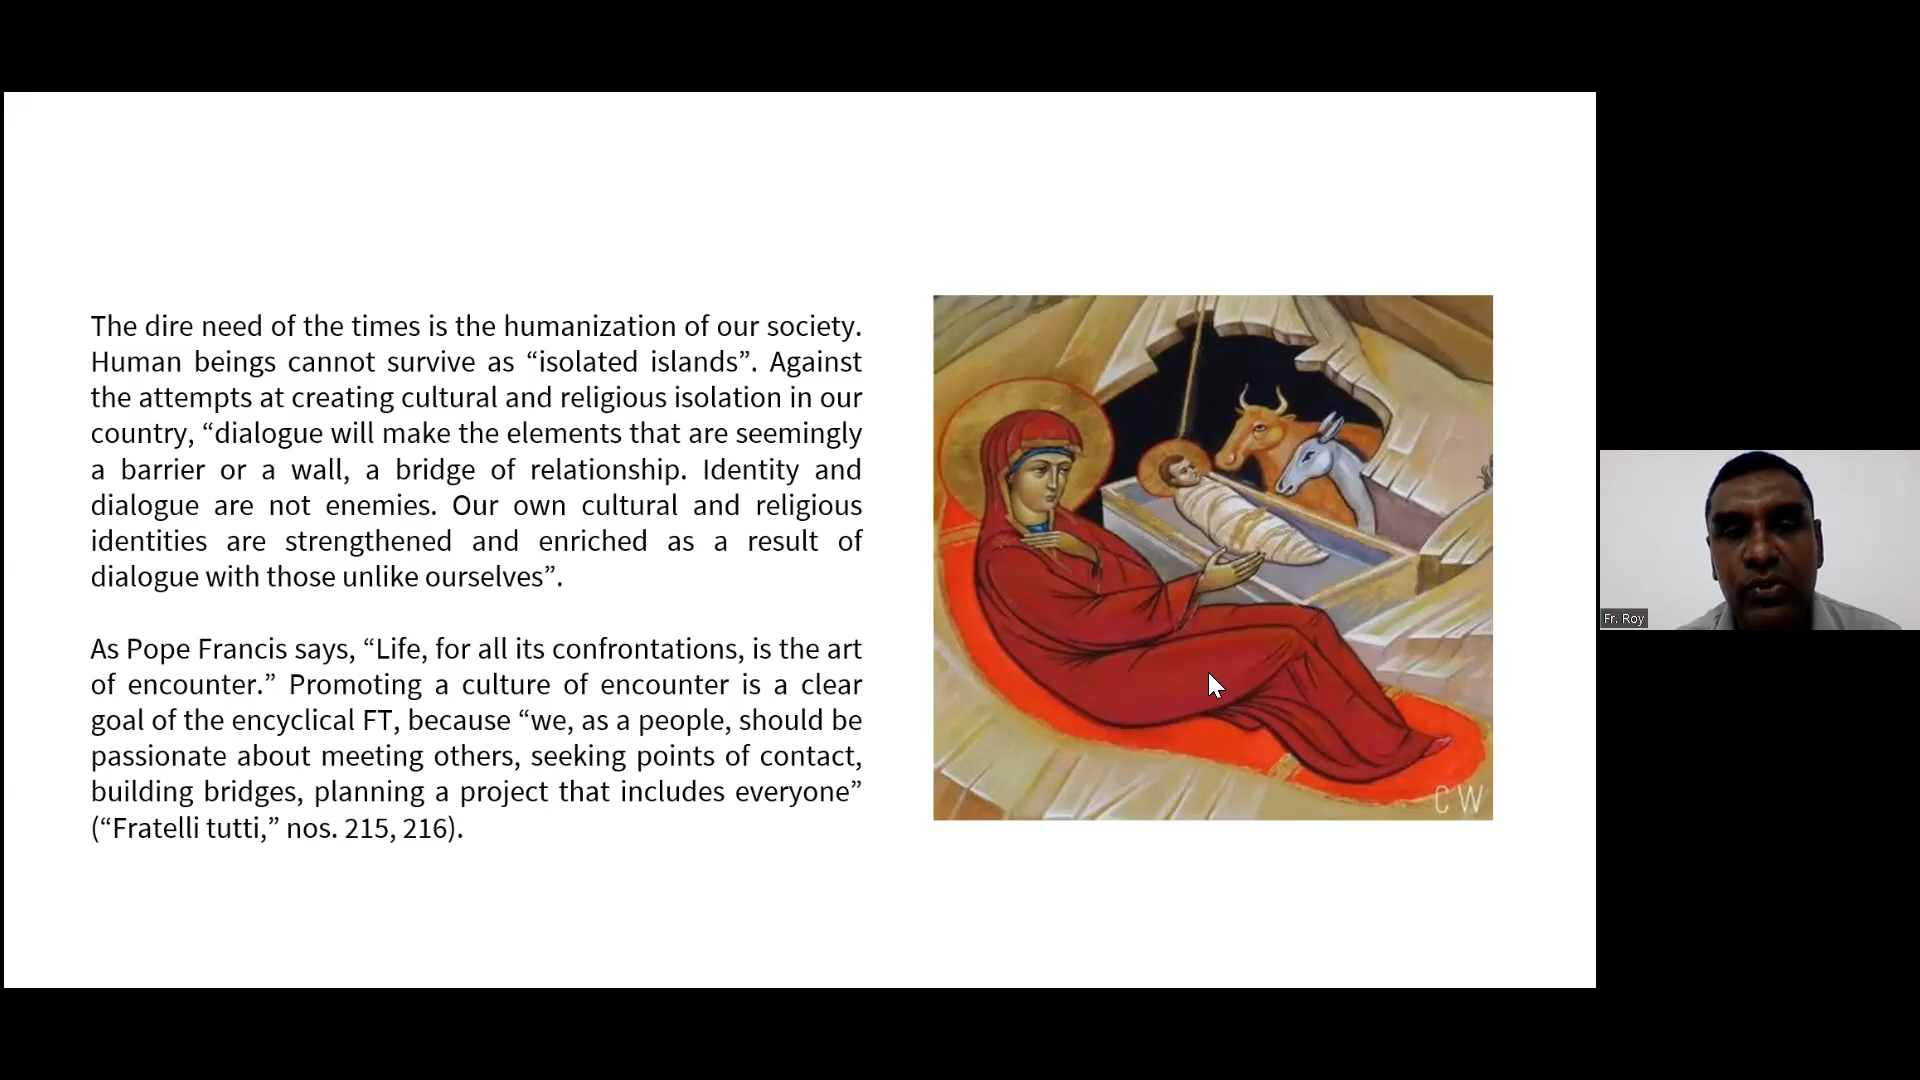 The dire need of the times is the humanization of our society.
Human beings cannot survive as “isolated islands”. Against
the attempts at creating cultural and religious isolation in our
country, “dialogue will make the elements that are seemingly
a barrier or a wall, a bridge of relationship. Identity and
dialogue are not enemies. Our own cultural and religious
identities are strengthened and enriched as a result of
dialogue with those unlike ourselves”.
As Pope Francis says, “Life, for all its confrontations, is the art
of encounter.” Promoting a culture of encounter is a clear
goal of the encyclical FT, because “we, as a people, should be
passionate about meeting others, seeking points of contact,
building bridges, planning a project that includes everyone”
(“Fratelli tutti,” nos. 215, 216).
C W
Fr. Roy